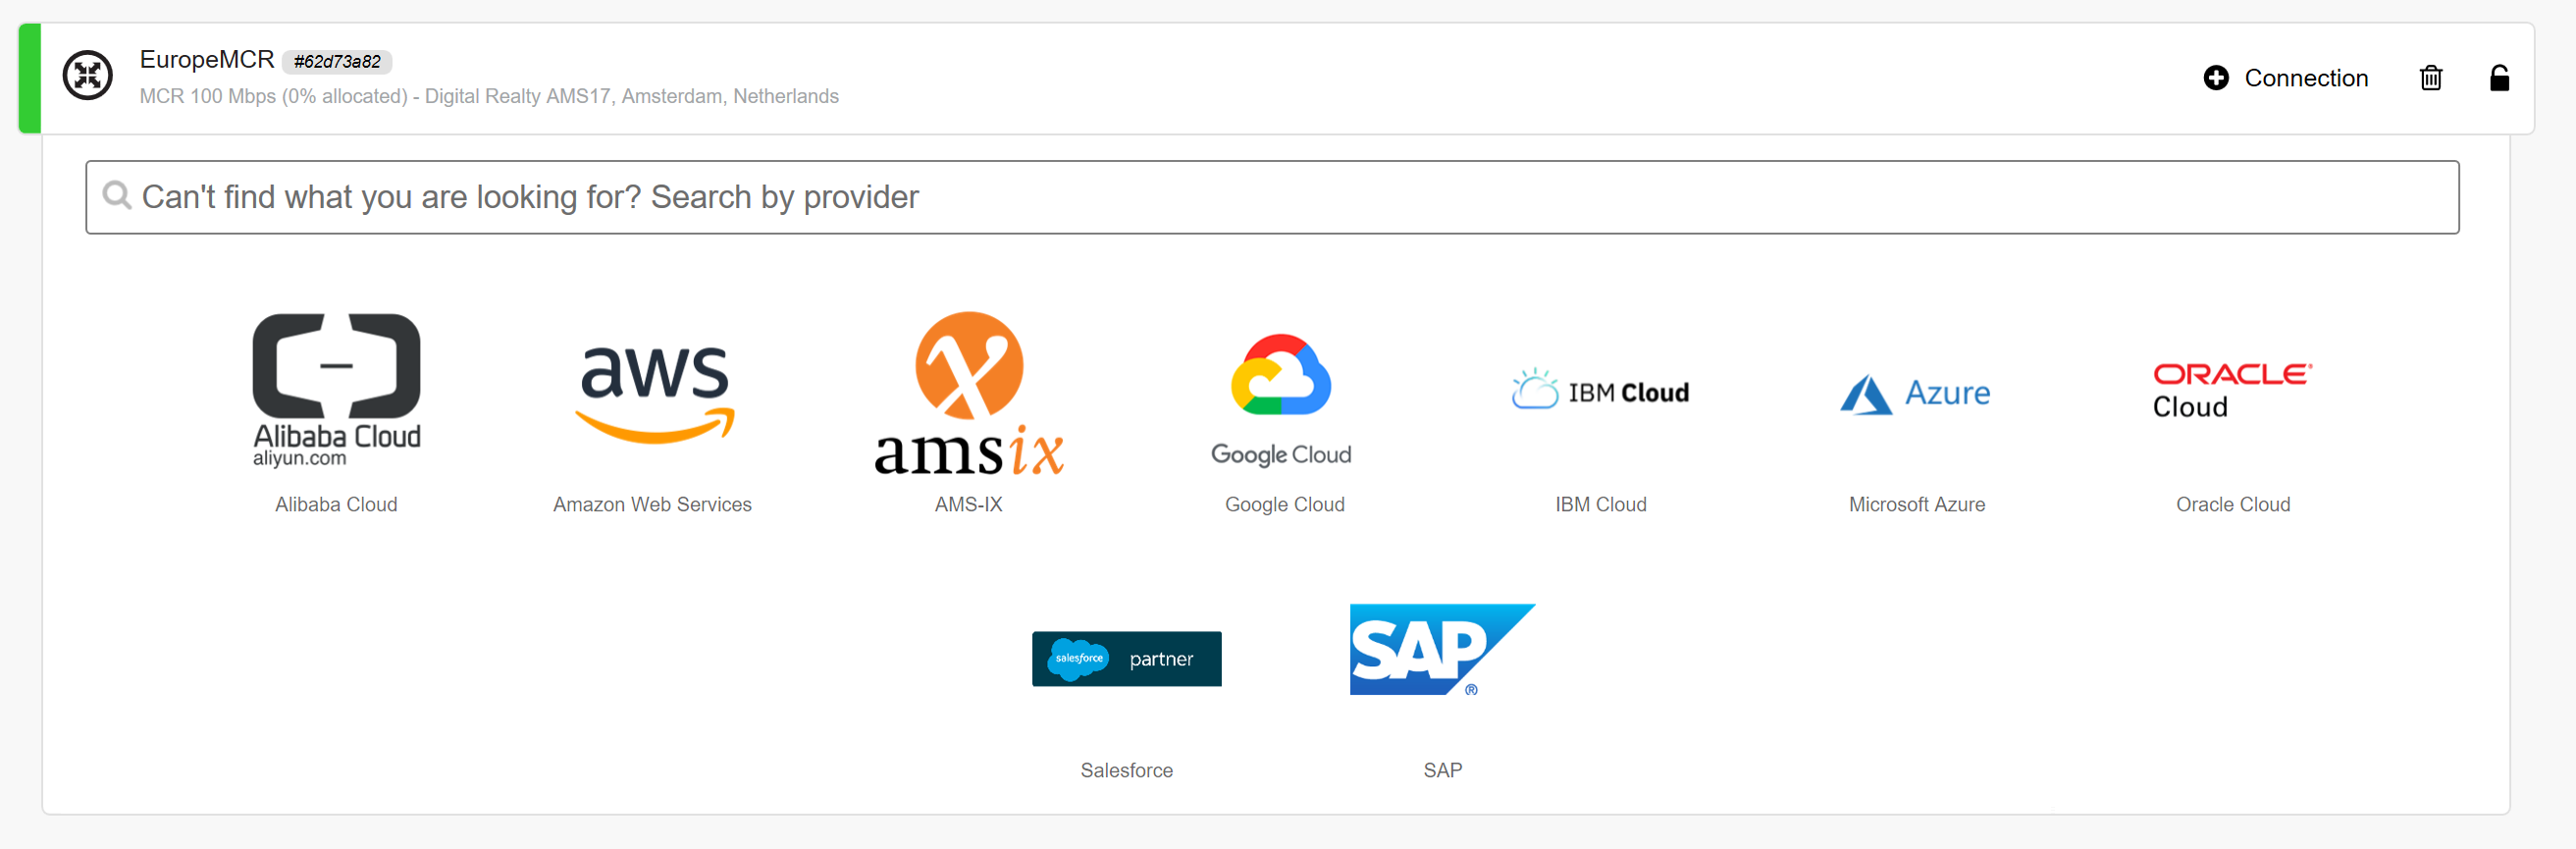 EuropeMCR #62d73a82
MCR 100 Mbps (0% allocated) - Digital Realty AMS17, Amsterdam, Netherlands
Connection
Can't find what you are looking for? Search by provider
Alibaba Cloud
aliyun.com
aws
amsix
Google Cloud
IBM Cloud
Azure
ORACLE®
Cloud
Alibaba Cloud
Amazon Web Services
AMS-IX
Google Cloud
IBM Cloud
Microsoft Azure
Oracle Cloud
salesforce partner
SAP ®
Salesforce
SAP